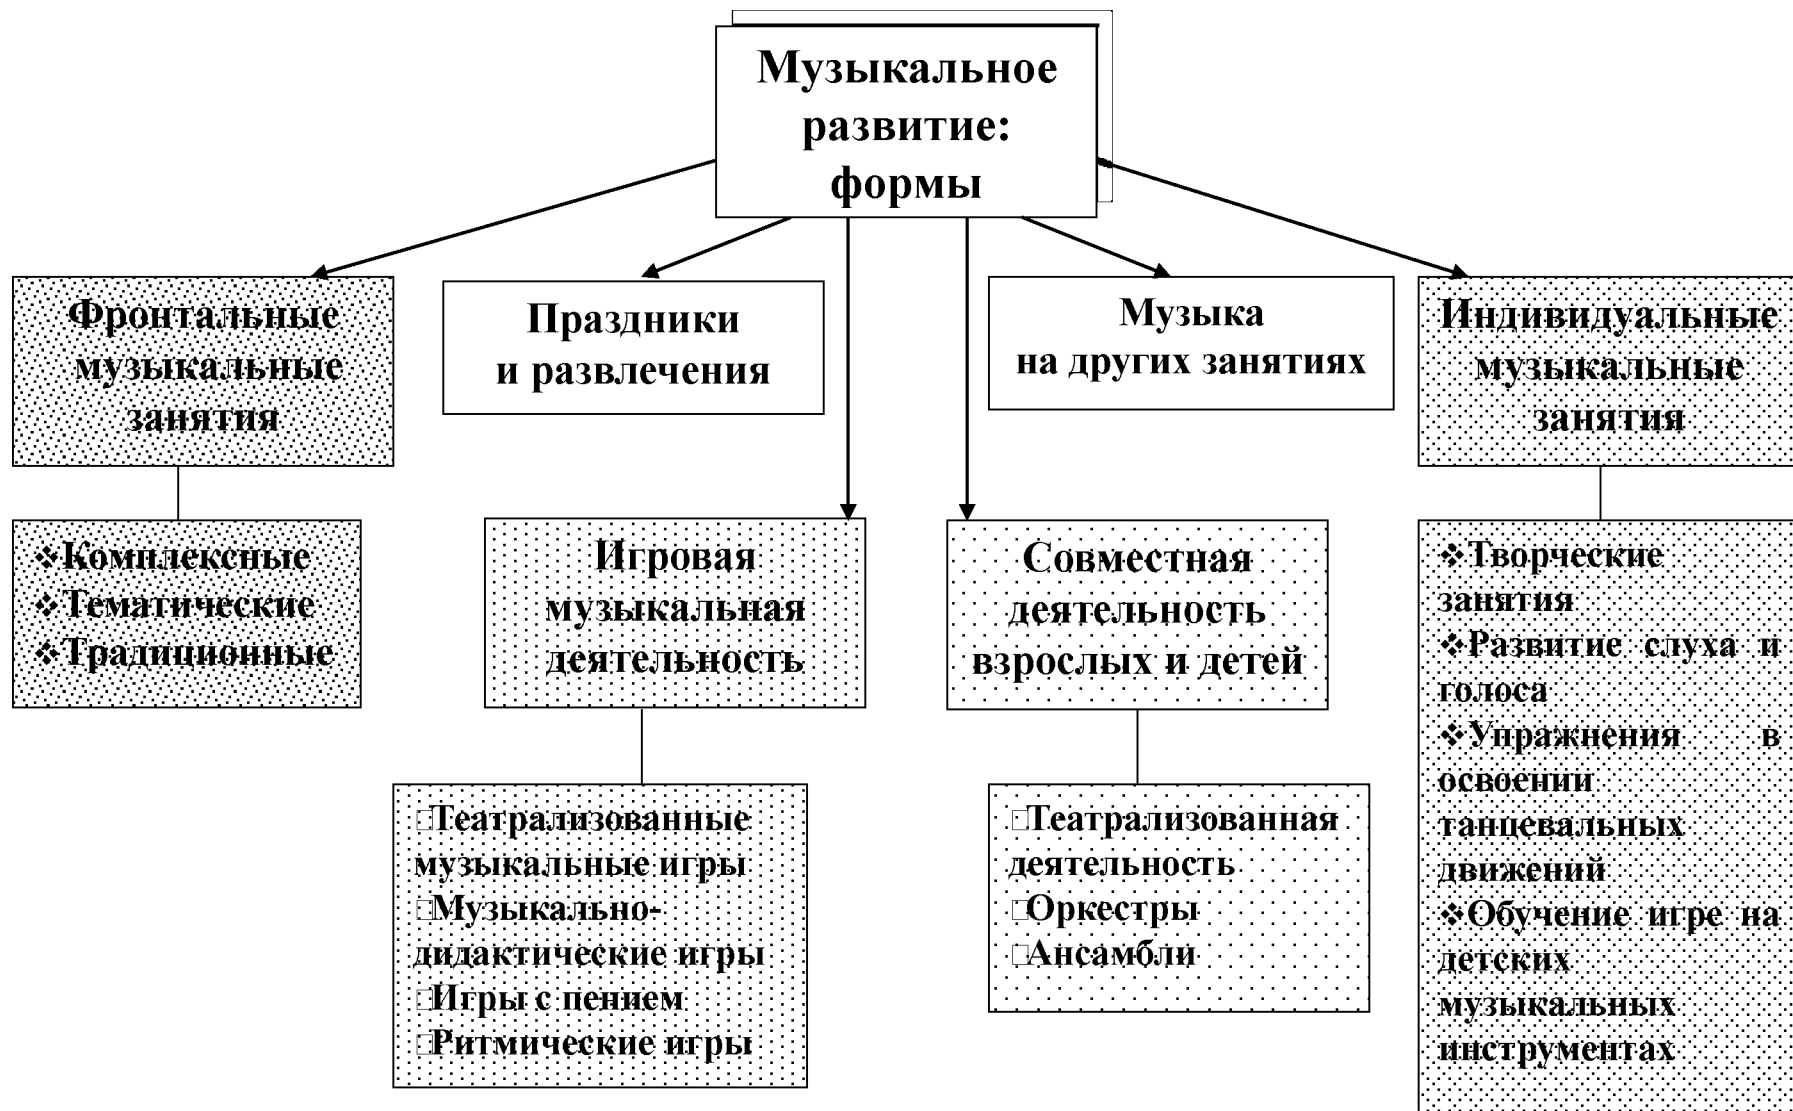 Музыкальное
развитие:
формы
Фронтальные
музыкальные
занятия
Праздники
и развлечения
Музыка
на других занятиях
Индивидуальные
музыкальные
занятия
❖Комплексные
❖Тематические
❖Традиционные
Игровая
музыкальная
деятельность
Совместная
деятельность
взрослых и детей
❖Творческие
занятия
❖Развитие слуха и
голоса
❖Упражнения в
освоении
танцевальных
движений
❖Обучение игре на
детских
музыкальных
инструментах
□Театрализованные
музыкальные игры
□Музыкально-
дидактические игры
□Игры с пением
□Ритмические игры
□Театрализованная
деятельность
□Оркестры
□Ансамбли